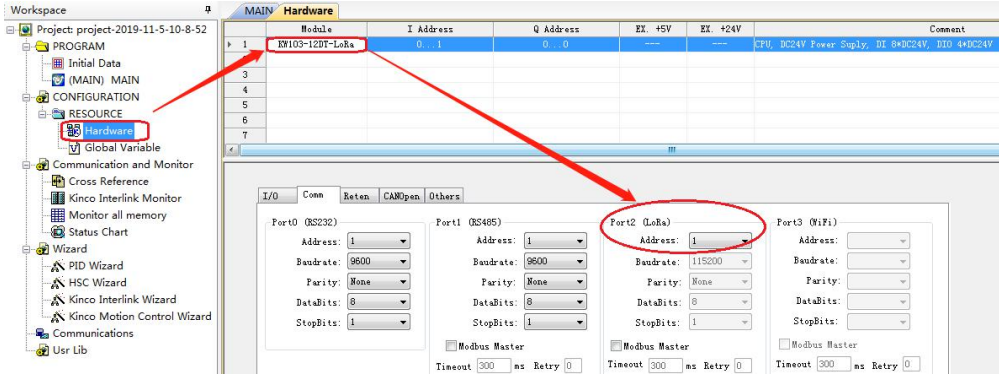 Workspace
Project: project-2019-11-5-10-8-52
PROGRAM
Initial Data
(MAIN) MAIN
CONFIGURATION
RESOURCE
Hardware
Global Variable
Communication and Monitor
Cross Reference
Kinco Interlink Monitor
Monitor all memory
Status Chart
Wizard
PID Wizard
HSC Wizard
Kinco Interlink Wizard
Kinco Motion Control Wizard
Communications
Usr Lib
MAIN Hardware
Module I Address Q Address EX. +5V EX. +24V Comment
1 KW103-12DT-LoRa 0...1 0...0 --- --- CPU, DC24V Power Suply, DI 8*DC24V, DIO 4*DC24V
3
4
5
6
7
I/O Comm Reten CANOpen Others
Port0 (RS232) Port1 (RS485) Port2 (LoRa) Port3 (WiFi)
Address: 1 Address: 1 Address: 1 Address:
Baudrate: 9600 Baudrate: 9600 Baudrate: 115200 Baudrate:
Parity: None Parity: None Parity: None Parity:
DataBits: 8 DataBits: 8 DataBits: 8 DataBits:
StopBits: 1 StopBits: 1 StopBits: 1 StopBits:
Modbus Master Modbus Master Modbus Master
Timeout 300 ms Retry 0 Timeout 300 ms Retry 0 Timeout 300 ms Retry 0